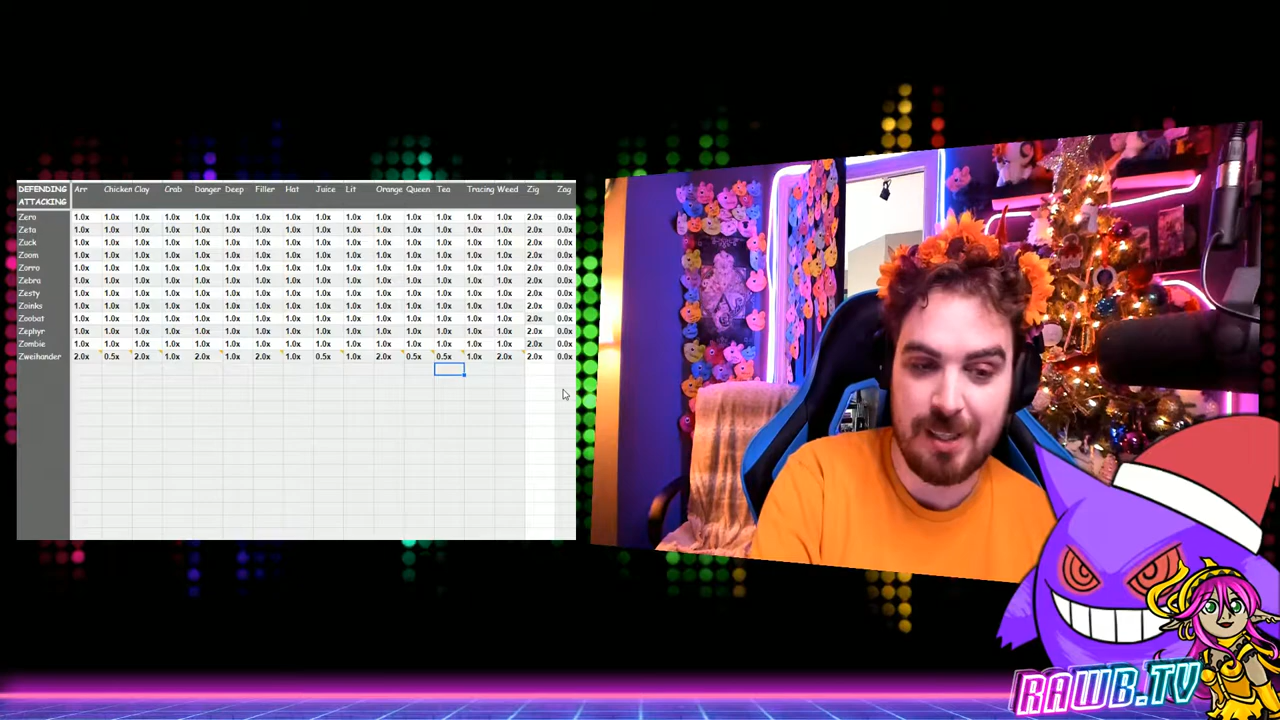 DEFENDING Arr Chicken Clay Crab Danger Deep Filler Hat Juice Lit Orange Queen Tea Tracing Weed Zig Zag
ATTACKING
Zero 1.0x 1.0x 1.0x 1.0x 1.0x 1.0x 1.0x 1.0x 1.0x 1.0x 1.0x 1.0x 1.0x 1.0x 1.0x 2.0x 0.0x
Zeta 1.0x 1.0x 1.0x 1.0x 1.0x 1.0x 1.0x 1.0x 1.0x 1.0x 1.0x 1.0x 1.0x 1.0x 1.0x 2.0x 0.0x
Zuck 1.0x 1.0x 1.0x 1.0x 1.0x 1.0x 1.0x 1.0x 1.0x 1.0x 1.0x 1.0x 1.0x 1.0x 1.0x 2.0x 0.0x
Zoom 1.0x 1.0x 1.0x 1.0x 1.0x 1.0x 1.0x 1.0x 1.0x 1.0x 1.0x 1.0x 1.0x 1.0x 1.0x 2.0x 0.0x
Zorro 1.0x 1.0x 1.0x 1.0x 1.0x 1.0x 1.0x 1.0x 1.0x 1.0x 1.0x 1.0x 1.0x 1.0x 1.0x 2.0x 0.0x
Zebra 1.0x 1.0x 1.0x 1.0x 1.0x 1.0x 1.0x 1.0x 1.0x 1.0x 1.0x 1.0x 1.0x 1.0x 1.0x 2.0x 0.0x
Zesty 1.0x 1.0x 1.0x 1.0x 1.0x 1.0x 1.0x 1.0x 1.0x 1.0x 1.0x 1.0x 1.0x 1.0x 1.0x 2.0x 0.0x
Zoinks 1.0x 1.0x 1.0x 1.0x 1.0x 1.0x 1.0x 1.0x 1.0x 1.0x 1.0x 1.0x 1.0x 1.0x 1.0x 2.0x 0.0x
Zoobat 1.0x 1.0x 1.0x 1.0x 1.0x 1.0x 1.0x 1.0x 1.0x 1.0x 1.0x 1.0x 1.0x 1.0x 1.0x 2.0x 0.0x
Zephyr 1.0x 1.0x 1.0x 1.0x 1.0x 1.0x 1.0x 1.0x 1.0x 1.0x 1.0x 1.0x 1.0x 1.0x 1.0x 2.0x 0.0x
Zombie 1.0x 1.0x 1.0x 1.0x 1.0x 1.0x 1.0x 1.0x 1.0x 1.0x 1.0x 1.0x 1.0x 1.0x 1.0x 2.0x 0.0x
Zweihander 2.0x 0.5x 2.0x 1.0x 2.0x 1.0x 2.0x 1.0x 0.5x 1.0x 2.0x 0.5x 0.5x 1.0x 2.0x 2.0x 0.0x
RAWB.TV